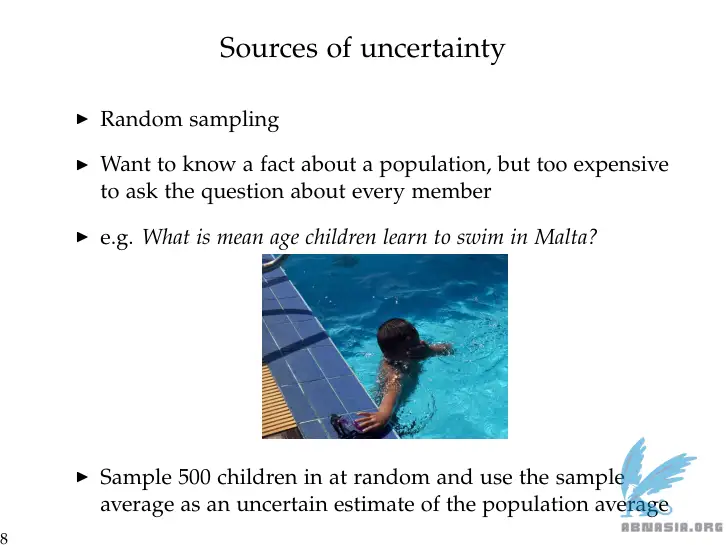 Sources of uncertainty
▶ Random sampling
▶ Want to know a fact about a population, but too expensive
to ask the question about every member
▶ e.g. What is mean age children learn to swim in Malta?
▶ Sample 500 children in at random and use the sample
average as an uncertain estimate of the population average
ABNASIA.ORG
8